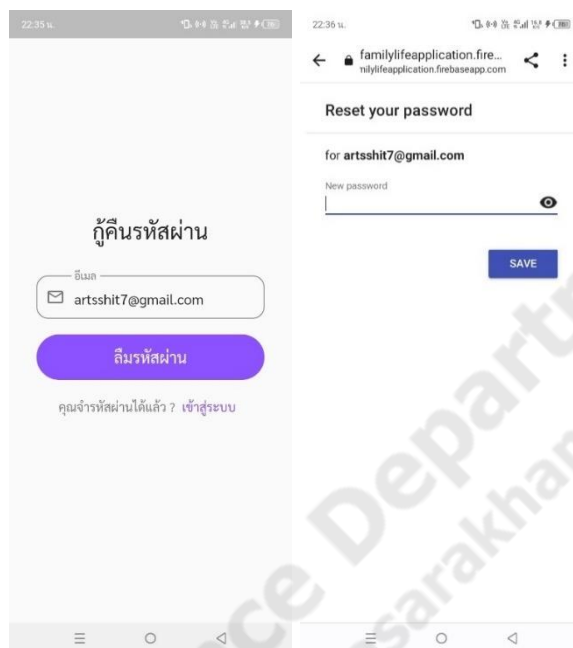 22:35 น.
กู้คืนรหัสผ่าน
อีเมล
artsshit7@gmail.com
ลืมรหัสผ่าน
คุณจำรหัสผ่านได้แล้ว ? เข้าสู่ระบบ
22:36 น.
familylifeapplication.fire...
nilylifeapplication.firebaseapp.com
Reset your password
for artsshit7@gmail.com
New password
SAVE